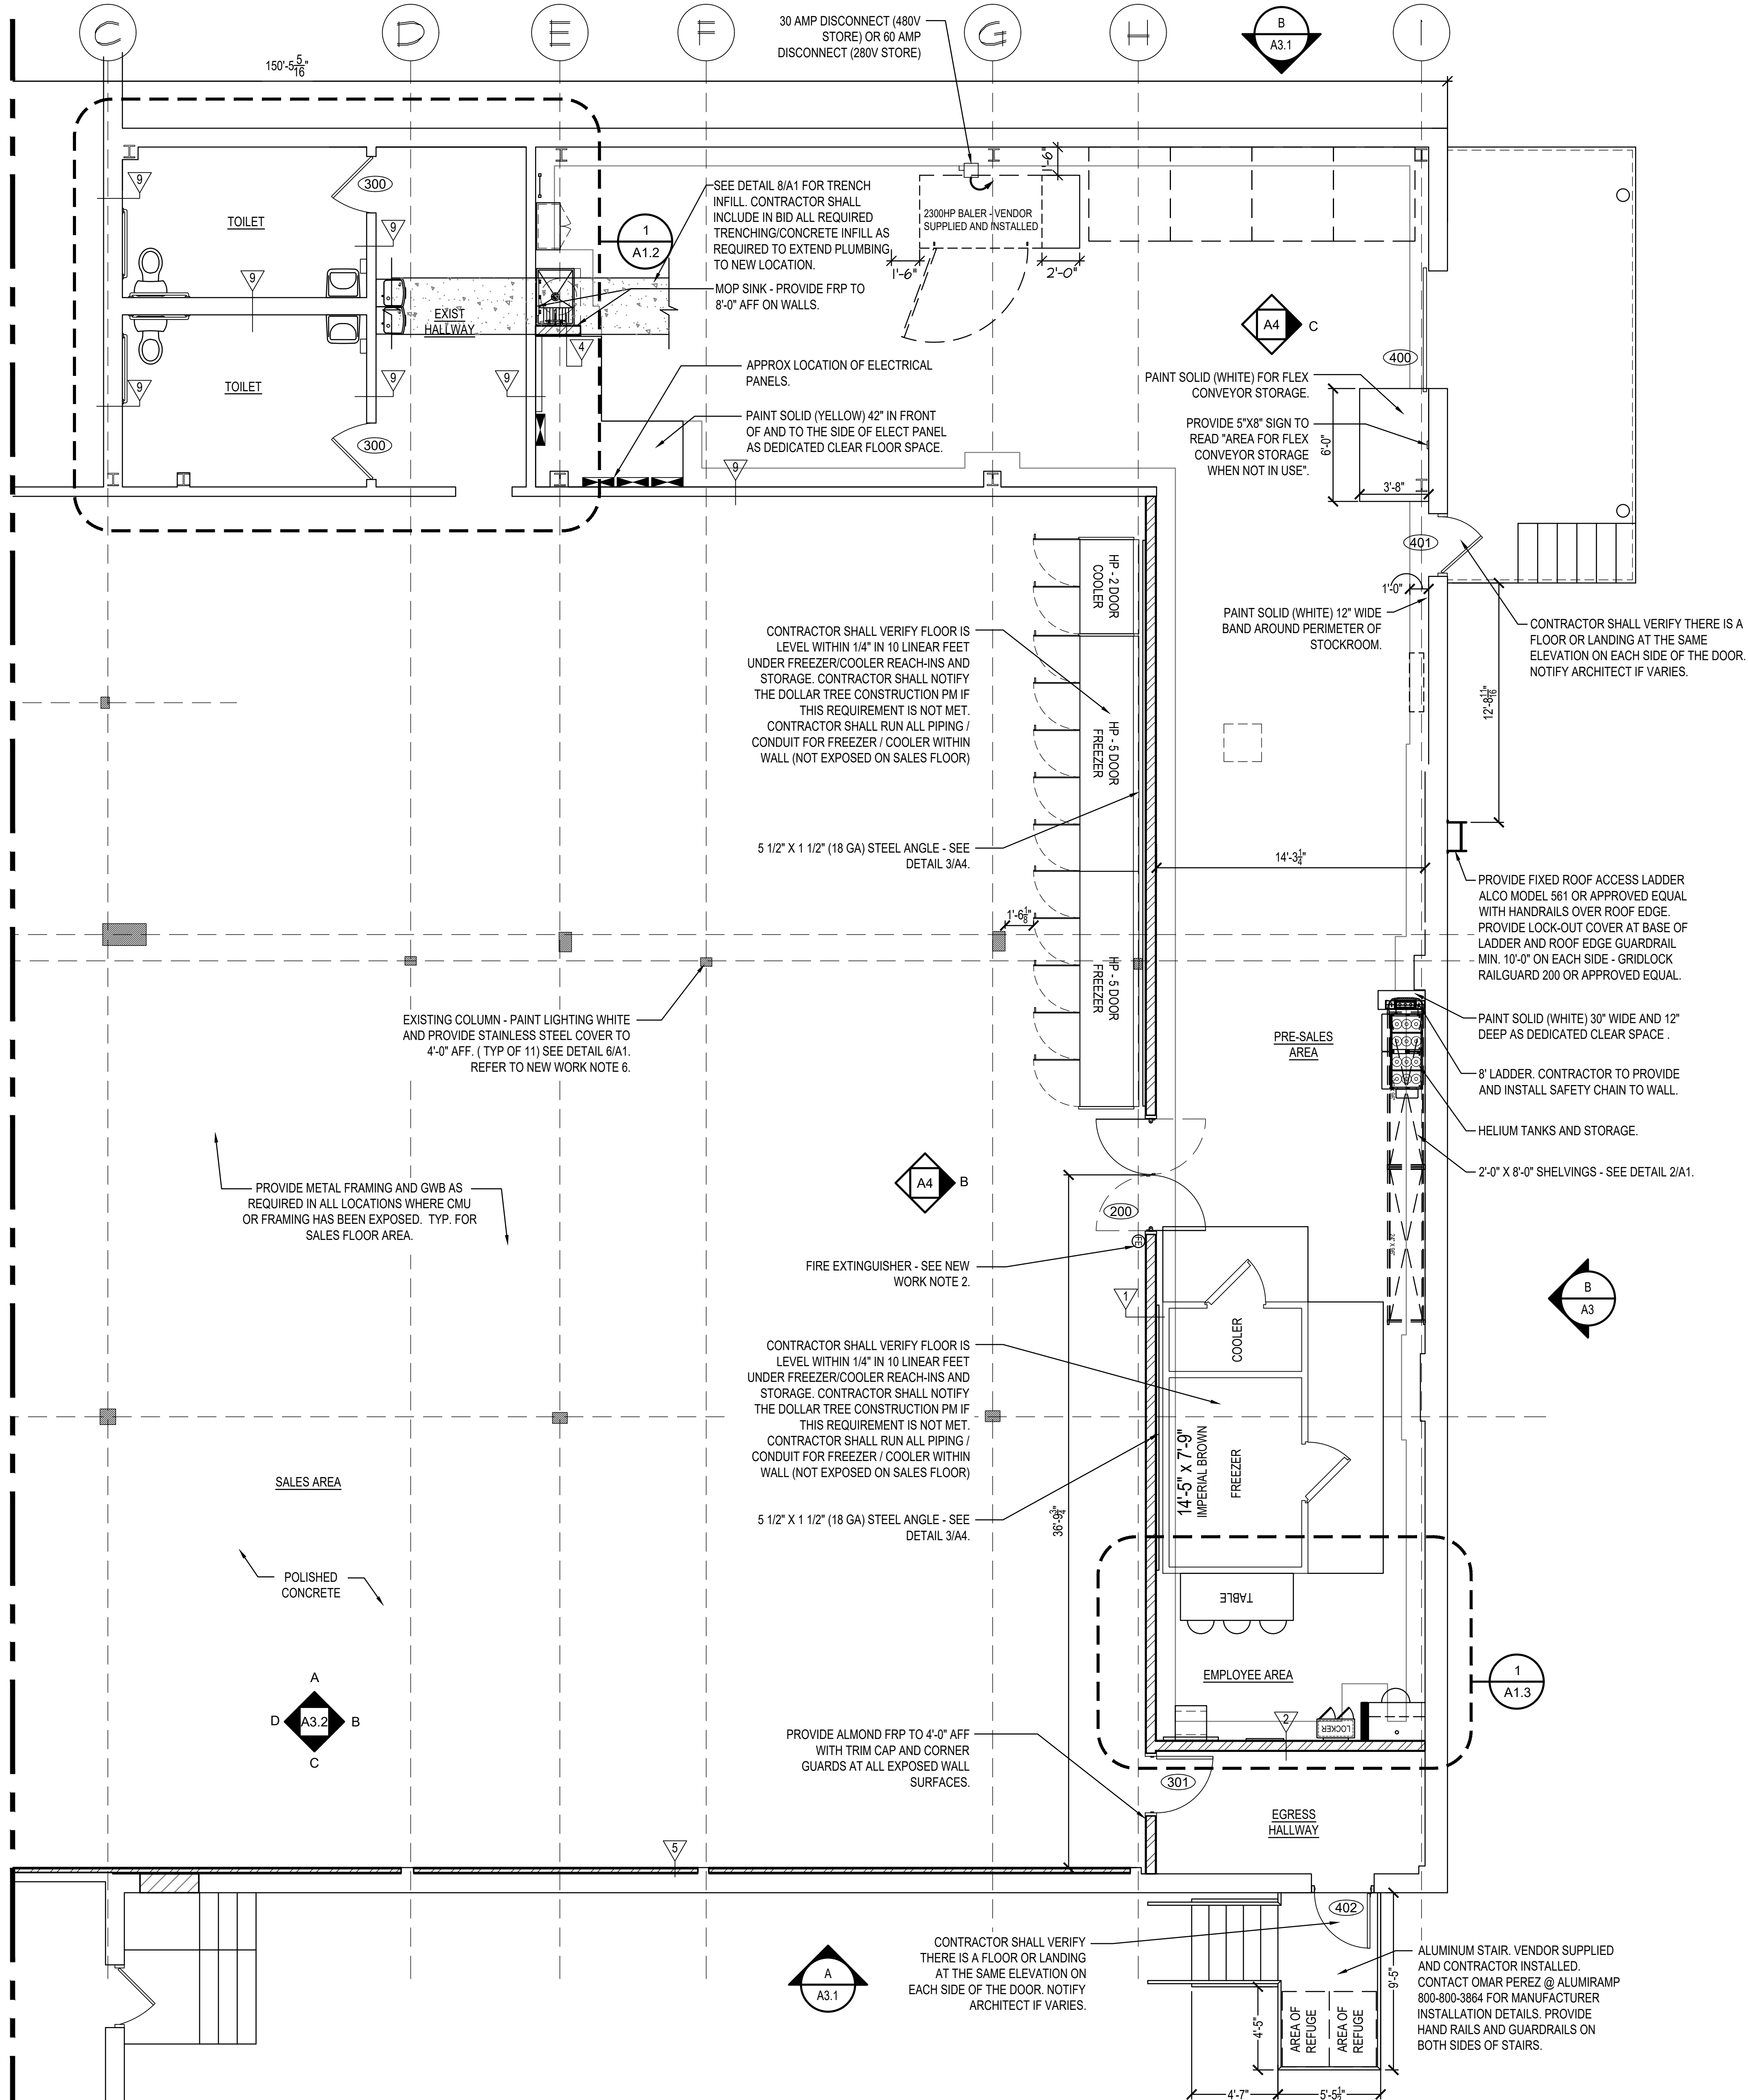 C
D
E
F
G
H
I
30 AMP DISCONNECT (480V
STORE) OR 60 AMP
DISCONNECT (280V STORE)
B
A3.1
150'-5 5/16"
300
TOILET
9
9
9
SEE DETAIL 8/A1 FOR TRENCH
INFILL. CONTRACTOR SHALL
INCLUDE IN BID ALL REQUIRED
TRENCHING/CONCRETE INFILL AS
REQUIRED TO EXTEND PLUMBING
TO NEW LOCATION.
1
A1.2
MOP SINK - PROVIDE FRP TO
8'-0" AFF ON WALLS.
EXIST
HALLWAY
4
TOILET
9
9
9
300
2300HP BALER - VENDOR
SUPPLIED AND INSTALLED
1'-6"
1'-6"
2'-0"
APPROX LOCATION OF ELECTRICAL
PANELS.
PAINT SOLID (YELLOW) 42" IN FRONT
OF AND TO THE SIDE OF ELECT PANEL
AS DEDICATED CLEAR FLOOR SPACE.
9
A4
C
400
PAINT SOLID (WHITE) FOR FLEX
CONVEYOR STORAGE.
PROVIDE 5"X8" SIGN TO
READ "AREA FOR FLEX
CONVEYOR STORAGE
WHEN NOT IN USE".
6'-0"
3'-8"
401
1'-0"
PAINT SOLID (WHITE) 12" WIDE
BAND AROUND PERIMETER OF
STOCKROOM.
CONTRACTOR SHALL VERIFY THERE IS A
FLOOR OR LANDING AT THE SAME
ELEVATION ON EACH SIDE OF THE DOOR.
NOTIFY ARCHITECT IF VARIES.
12'-8 11/16"
HP - 2 DOOR
COOLER
CONTRACTOR SHALL VERIFY FLOOR IS
LEVEL WITHIN 1/4" IN 10 LINEAR FEET
UNDER FREEZER/COOLER REACH-INS AND
STORAGE. CONTRACTOR SHALL NOTIFY
THE DOLLAR TREE CONSTRUCTION PM IF
THIS REQUIREMENT IS NOT MET.
CONTRACTOR SHALL RUN ALL PIPING /
CONDUIT FOR FREEZER / COOLER WITHIN
WALL (NOT EXPOSED ON SALES FLOOR)
HP - 5 DOOR
FREEZER
5 1/2" X 1 1/2" (18 GA) STEEL ANGLE - SEE
DETAIL 3/A4.
14'-3 1/4"
1'-6 1/8"
HP - 5 DOOR
FREEZER
PROVIDE FIXED ROOF ACCESS LADDER
ALCO MODEL 561 OR APPROVED EQUAL
WITH HANDRAILS OVER ROOF EDGE.
PROVIDE LOCK-OUT COVER AT BASE OF
LADDER AND ROOF EDGE GUARDRAIL
MIN. 10'-0" ON EACH SIDE - GRIDLOCK
RAILGUARD 200 OR APPROVED EQUAL.
EXISTING COLUMN - PAINT LIGHTING WHITE
AND PROVIDE STAINLESS STEEL COVER TO
4'-0" AFF. ( TYP OF 11) SEE DETAIL 6/A1.
REFER TO NEW WORK NOTE 6.
PRE-SALES
AREA
PAINT SOLID (WHITE) 30" WIDE AND 12"
DEEP AS DEDICATED CLEAR SPACE .
8' LADDER. CONTRACTOR TO PROVIDE
AND INSTALL SAFETY CHAIN TO WALL.
HELIUM TANKS AND STORAGE.
2'-0" X 8'-0" SHELVINGS - SEE DETAIL 2/A1.
PROVIDE METAL FRAMING AND GWB AS
REQUIRED IN ALL LOCATIONS WHERE CMU
OR FRAMING HAS BEEN EXPOSED. TYP. FOR
SALES FLOOR AREA.
A4
B
200
FE
FIRE EXTINGUISHER - SEE NEW
WORK NOTE 2.
1
B
A3
COOLER
CONTRACTOR SHALL VERIFY FLOOR IS
LEVEL WITHIN 1/4" IN 10 LINEAR FEET
UNDER FREEZER/COOLER REACH-INS AND
STORAGE. CONTRACTOR SHALL NOTIFY
THE DOLLAR TREE CONSTRUCTION PM IF
THIS REQUIREMENT IS NOT MET.
CONTRACTOR SHALL RUN ALL PIPING /
CONDUIT FOR FREEZER / COOLER WITHIN
WALL (NOT EXPOSED ON SALES FLOOR)
14'-5" x 7'-9"
IMPERIAL BROWN
FREEZER
SALES AREA
5 1/2" X 1 1/2" (18 GA) STEEL ANGLE - SEE
DETAIL 3/A4.
36'-9 3/4"
POLISHED
CONCRETE
TABLE
EMPLOYEE AREA
1
A1.3
LOCKER
2
A
D
A3.2
B
C
PROVIDE ALMOND FRP TO 4'-0" AFF
WITH TRIM CAP AND CORNER
GUARDS AT ALL EXPOSED WALL
SURFACES.
301
EGRESS
HALLWAY
5
402
CONTRACTOR SHALL VERIFY
THERE IS A FLOOR OR LANDING
AT THE SAME ELEVATION ON
EACH SIDE OF THE DOOR. NOTIFY
ARCHITECT IF VARIES.
A
A3.1
9'-5"
ALUMINUM STAIR. VENDOR SUPPLIED
AND CONTRACTOR INSTALLED.
CONTACT OMAR PEREZ @ ALUMIRAMP
800-800-3864 FOR MANUFACTURER
INSTALLATION DETAILS. PROVIDE
HAND RAILS AND GUARDRAILS ON
BOTH SIDES OF STAIRS.
4'-5"
AREA OF
REFUGE
AREA OF
REFUGE
4'-7"
5'-5 1/2"